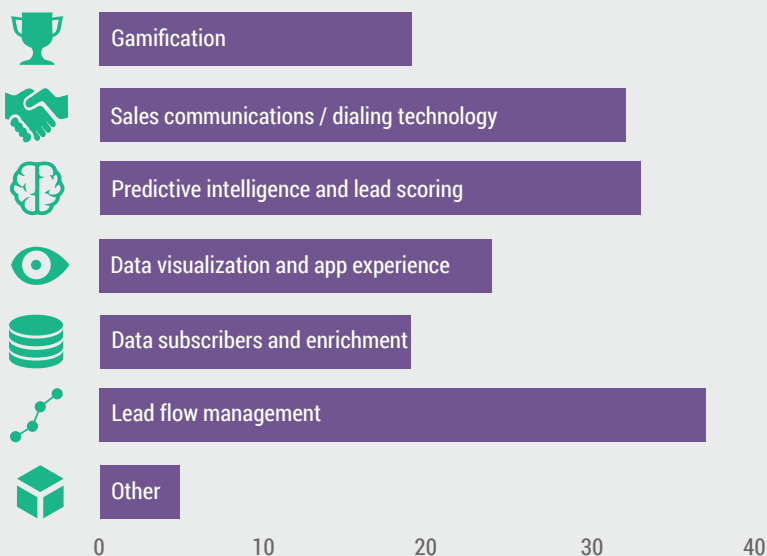 Gamification
Sales communications / dialing technology
Predictive intelligence and lead scoring
Data visualization and app experience
Data subscribers and enrichment
Lead flow management
Other
0 10 20 30 40